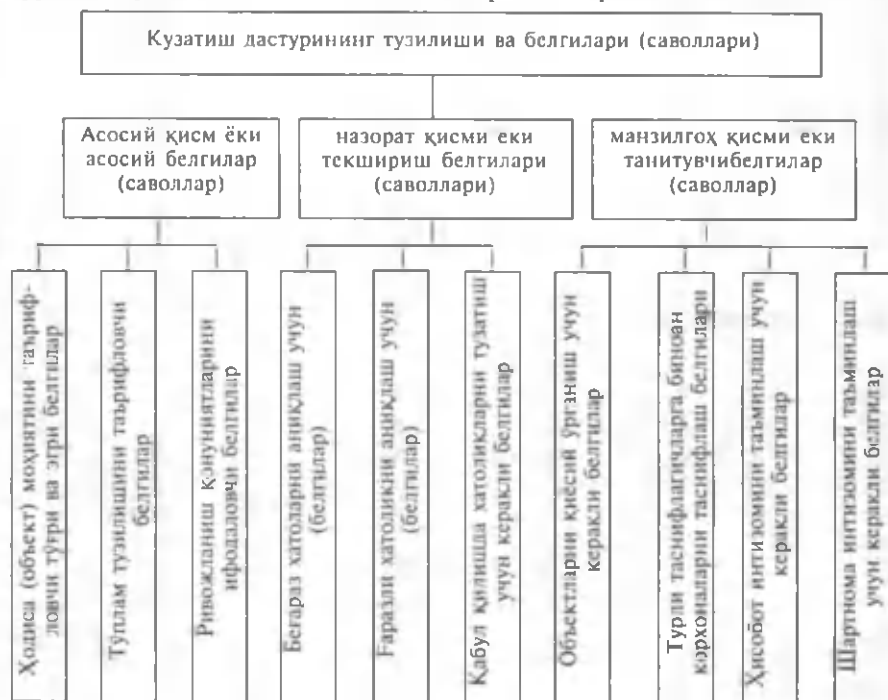 Кузатиш дастурининг тузилиши ва белгилари (саволлари)
Асосий қисм ёки
асосий белгилар
(саволлар)
назорат қисми еки
текшириш белгилари
(саволлари)
манзилгоҳ қисми еки
танитувчибелгилар
(саволлар)
Ҳодиса (объект) моҳиятини таъриф-
ловчи тўғри ва эгри белгилар
Тўплам тузилишини таърифловчи
белгилар
Ривожланиш қонуниятларини
ифодаловчи белгилар
Беғараз хатоларни аниқлаш учун
(белгилар)
Ғаразли хатоликни аниқлаш учун
(белгилар)
Қабул қилишда хатоликларни тузатиш
учун керакли белгилар
Объектларни қиёсий ўрганиш учун
керакли белгилар
Турли таснифлагичларга биноан
корхоналарни таснифлаш белгилари
Ҳисобот интизомини таъминлаш учун
керакли белгилар
Шартнома интизомини таъминлаш
учун керакли белгилар